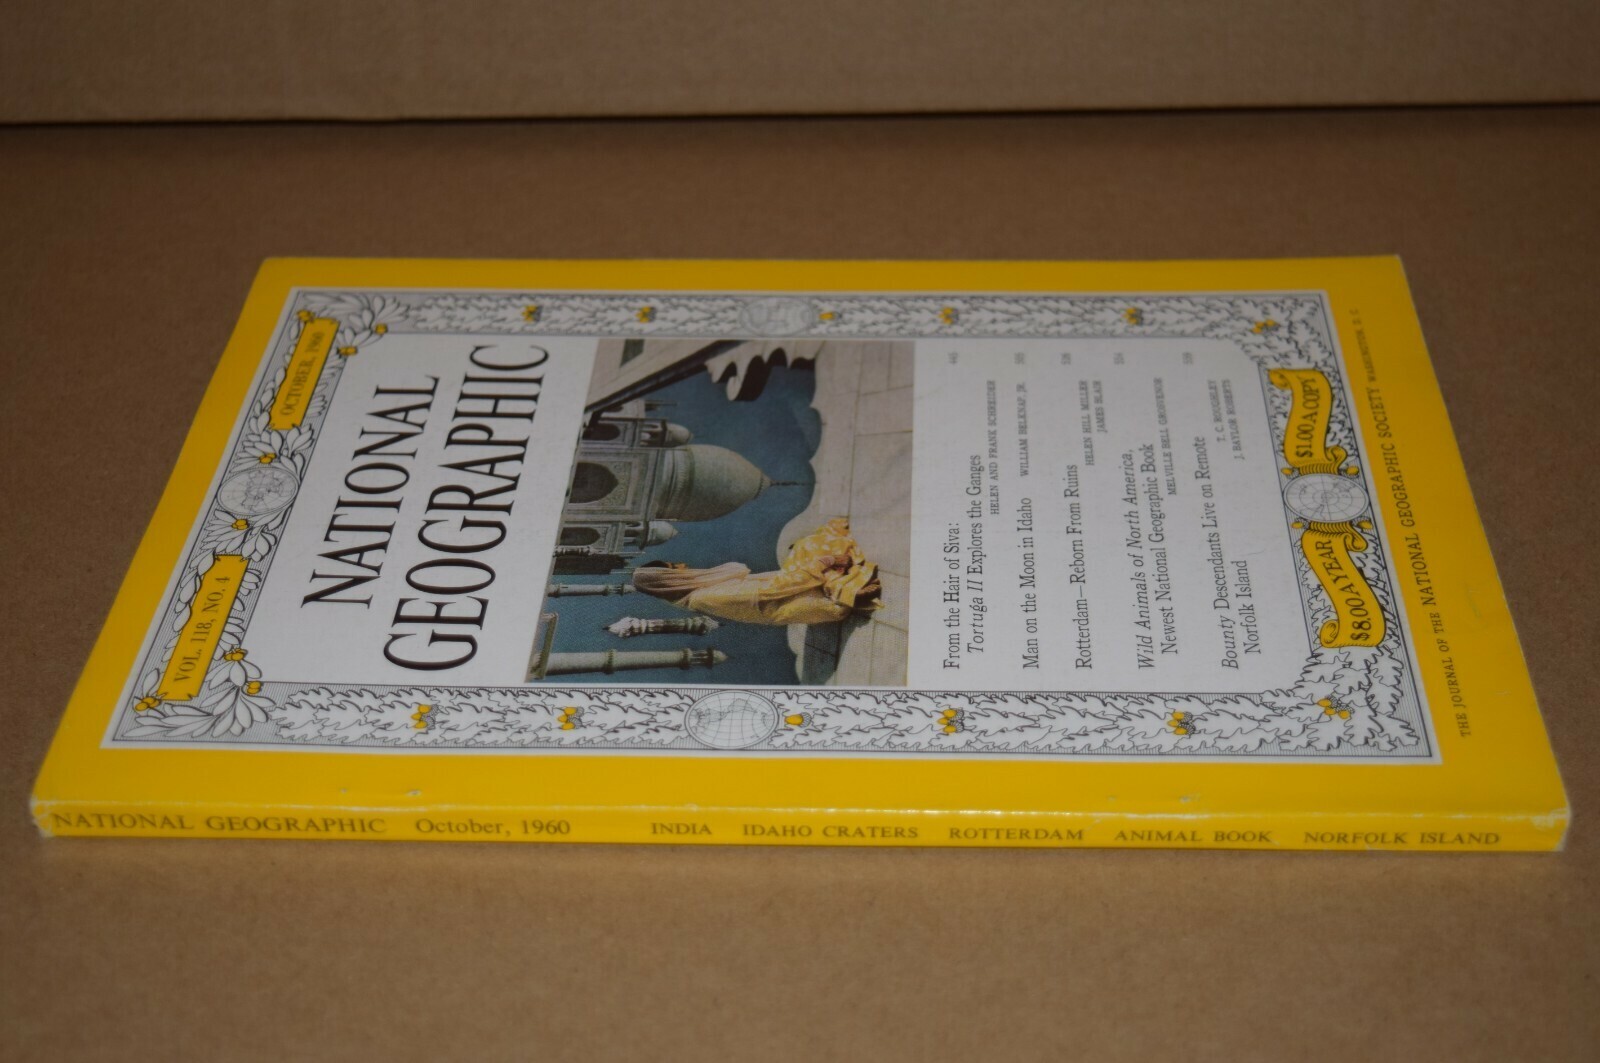 VOL. 118, NO. 4
OCTOBER, 1960
NATIONAL
GEOGRAPHIC
From the Hair of Siva:
Tortuga II Explores the Ganges
HELEN AND FRANK SCHREIDER
Man on the Moon in Idaho
WILLIAM BELKNAP, JR.
Rotterdam—Reborn From Ruins
HELEN HILL MILLER
JAMES BLAIR
Wild Animals of North America,
Newest National Geographic Book
MELVILLE BELL GROSVENOR
Bounty Descendants Live on Remote
Norfolk Island
T. C. ROUGHLEY
J. BAYLOR ROBERTS
$8.00 A YEAR
$1.00 A COPY
THE JOURNAL OF THE NATIONAL GEOGRAPHIC SOCIETY WASHINGTON, D. C.
NATIONAL GEOGRAPHIC October, 1960 INDIA IDAHO CRATERS ROTTERDAM ANIMAL BOOK NORFOLK ISLAND